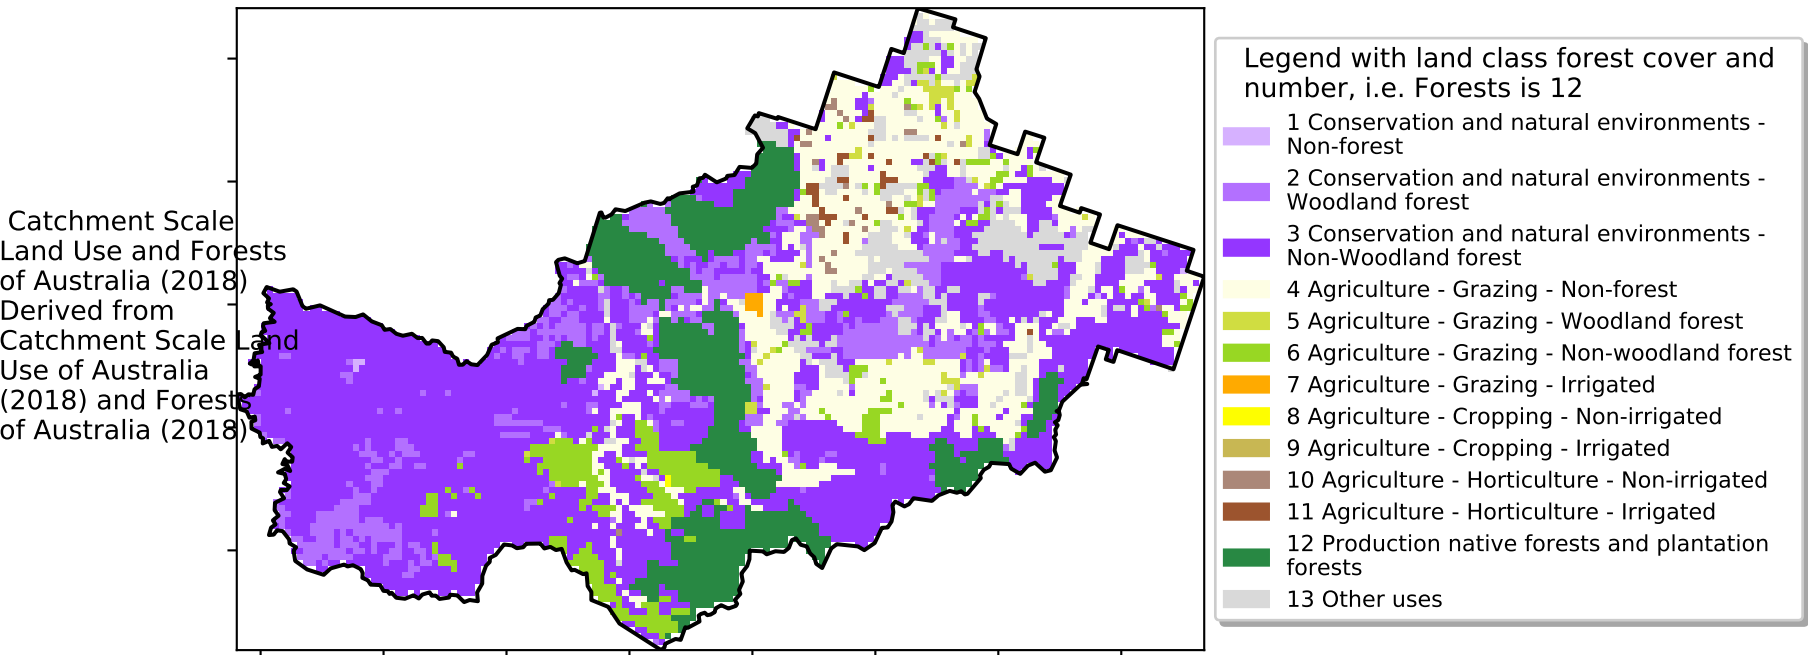 Catchment Scale
Land Use and Forests
of Australia (2018)
Derived from
Catchment Scale Land
Use of Australia
(2018) and Forests
of Australia (2018)
Legend with land class forest cover and
number, i.e. Forests is 12
1 Conservation and natural environments -
Non-forest
2 Conservation and natural environments -
Woodland forest
3 Conservation and natural environments -
Non-Woodland forest
4 Agriculture - Grazing - Non-forest
5 Agriculture - Grazing - Woodland forest
6 Agriculture - Grazing - Non-woodland forest
7 Agriculture - Grazing - Irrigated
8 Agriculture - Cropping - Non-irrigated
9 Agriculture - Cropping - Irrigated
10 Agriculture - Horticulture - Non-irrigated
11 Agriculture - Horticulture - Irrigated
12 Production native forests and plantation
forests
13 Other uses